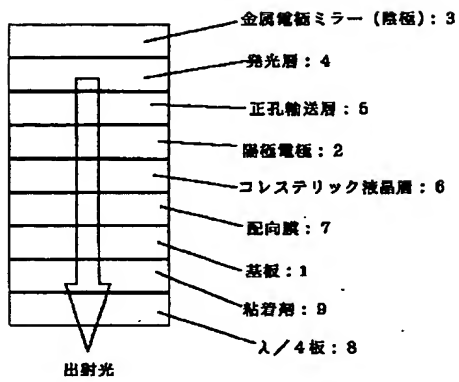 金属電極ミラー（陰極）：3
発光層：4
正孔輸送層：5
陽極電極：2
コレステリック液晶層：6
配向膜：7
基板：1
粘着剤：9
λ／4板：8
出射光